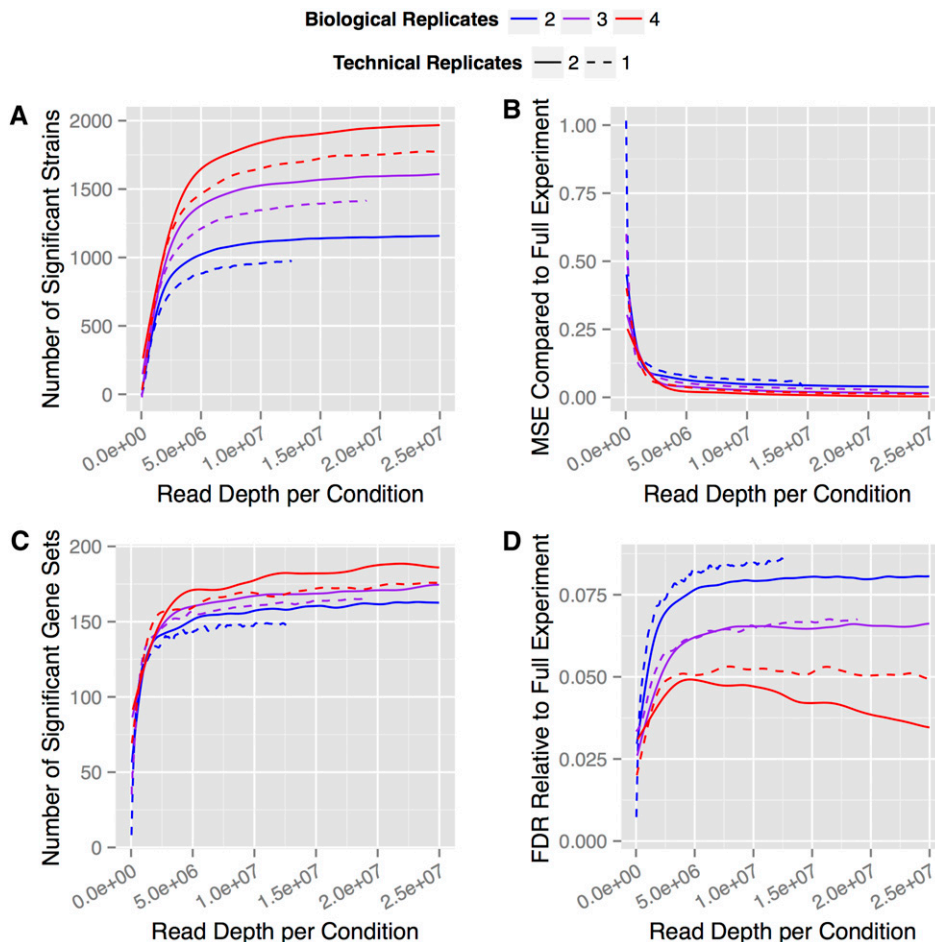 Biological Replicates 2 3 4
Technical Replicates 2 1
A
Number of Significant Strains
2000
1500
1000
500
0
0.0e+00
5.0e+06
1.0e+07
1.5e+07
2.0e+07
2.5e+07
Read Depth per Condition
B
MSE Compared to Full Experiment
1.00
0.75
0.50
0.25
0.00
0.0e+00
5.0e+06
1.0e+07
1.5e+07
2.0e+07
2.5e+07
Read Depth per Condition
C
Number of Significant Gene Sets
200
150
100
50
0
0.0e+00
5.0e+06
1.0e+07
1.5e+07
2.0e+07
2.5e+07
Read Depth per Condition
D
FDR Relative to Full Experiment
0.075
0.050
0.025
0.000
0.0e+00
5.0e+06
1.0e+07
1.5e+07
2.0e+07
2.5e+07
Read Depth per Condition